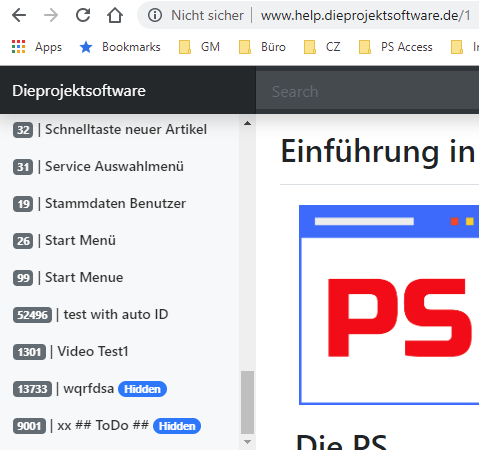 Nicht sicher | www.help.dieprojektsoftware.de/1
Apps Bookmarks GM Büro CZ PS Access
Dieprojektsoftware
Search
32 | Schnelltaste neuer Artikel
31 | Service Auswahlmenü
19 | Stammdaten Benutzer
26 | Start Menü
99 | Start Menue
52496 | test with auto ID
1301 | Video Test1
13733 | wqrfdsa Hidden
9001 | xx ## ToDo ## Hidden
Einführung in
PS
Die PS